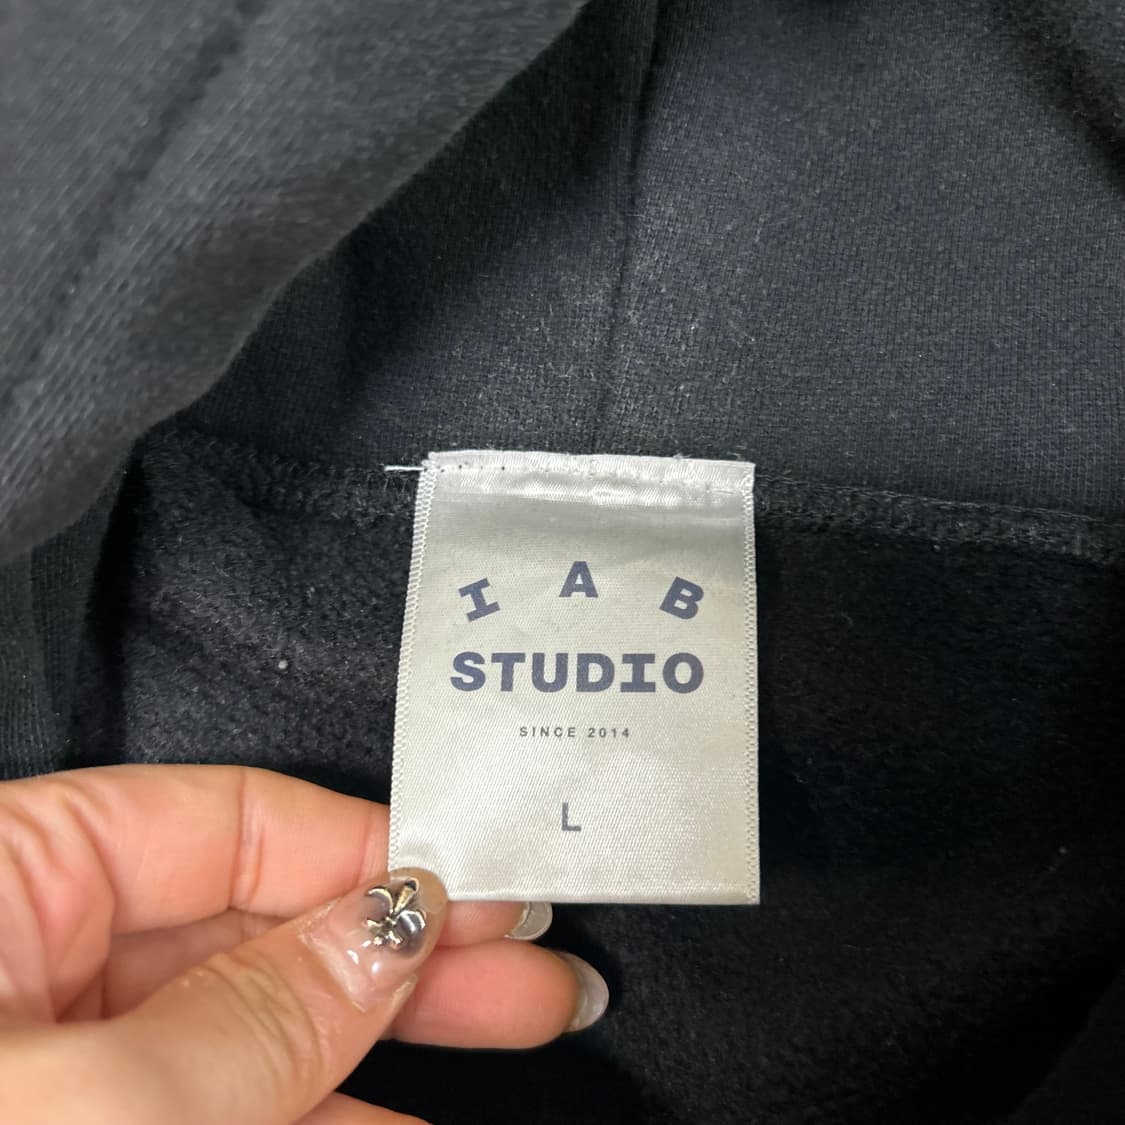 I A B
STUDIO
SINCE 2014
L